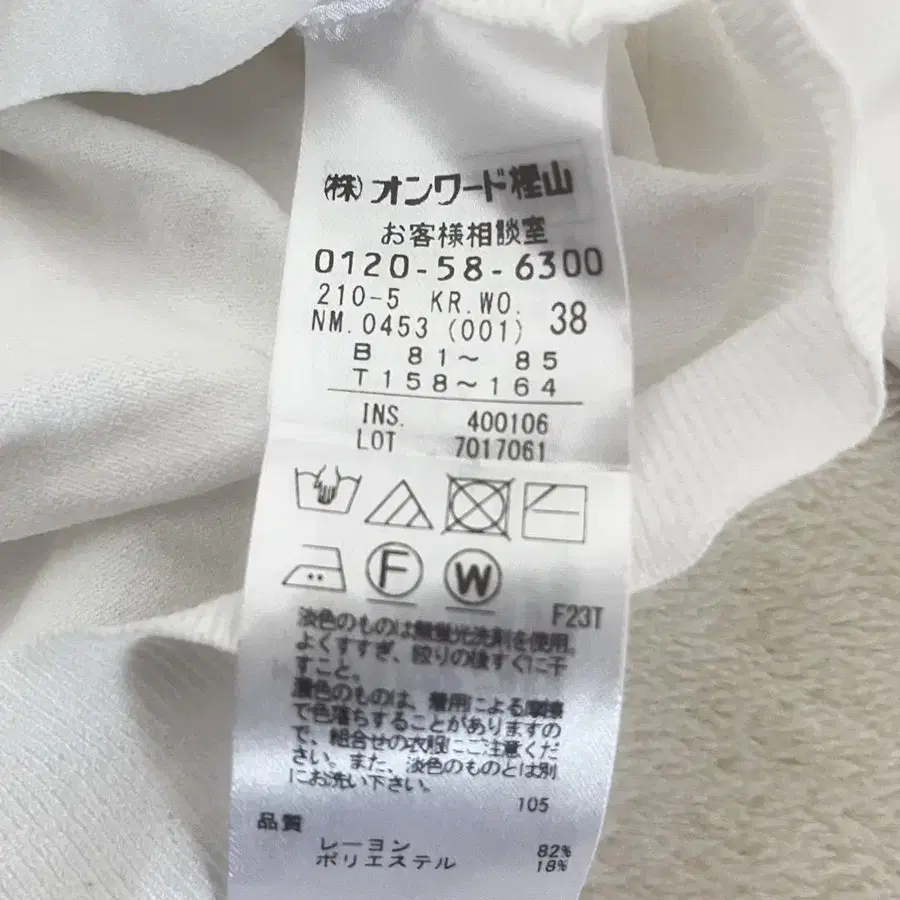 (株)オンワード樫山
お客様相談室
0120-58-6300
210-5 KR.WO. 38
NM.0453 (001)
B 81～ 85
T158～164
INS. 400106
LOT 7017061
F W
F23T
淡色のものは無蛍光洗剤を使用。
よくすすぎ、絞りの後すぐに干
すこと。
濃色のものは、着用による摩擦
で色落ちすることがありますの
で、組合せの衣服にご注意くだ
さい。また、淡色のものとは別
にお洗い下さい。
105
品質
レーヨン 82%
ポリエステル 18%